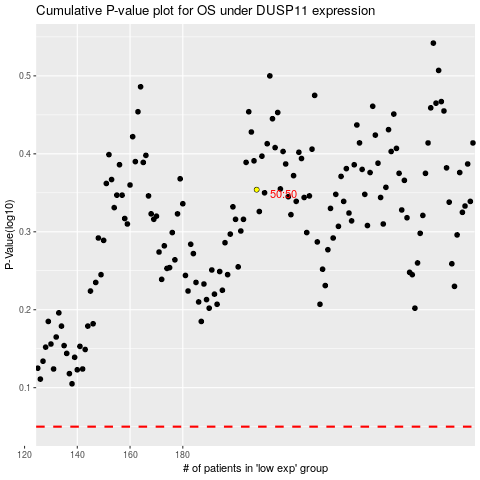 Cumulative P-value plot for OS under DUSP11 expression
P-Value(log10)
0.5
0.4
0.3
0.2
0.1
50:50
120 140 160 180
# of patients in 'low exp' group